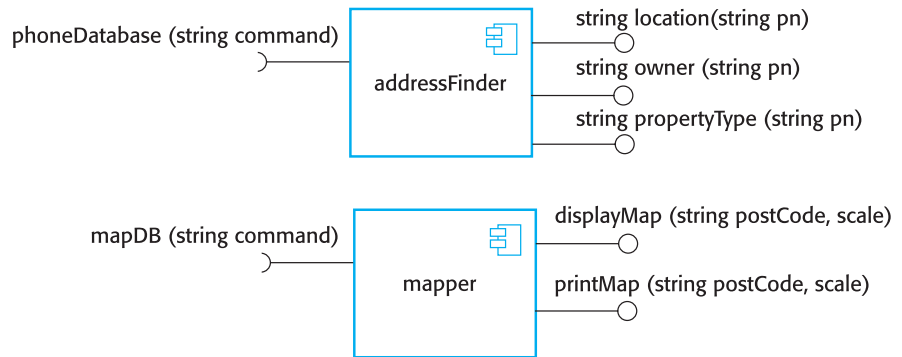 phoneDatabase (string command)
addressFinder
string location(string pn)
string owner (string pn)
string propertyType (string pn)
mapDB (string command)
mapper
displayMap (string postCode, scale)
printMap (string postCode, scale)